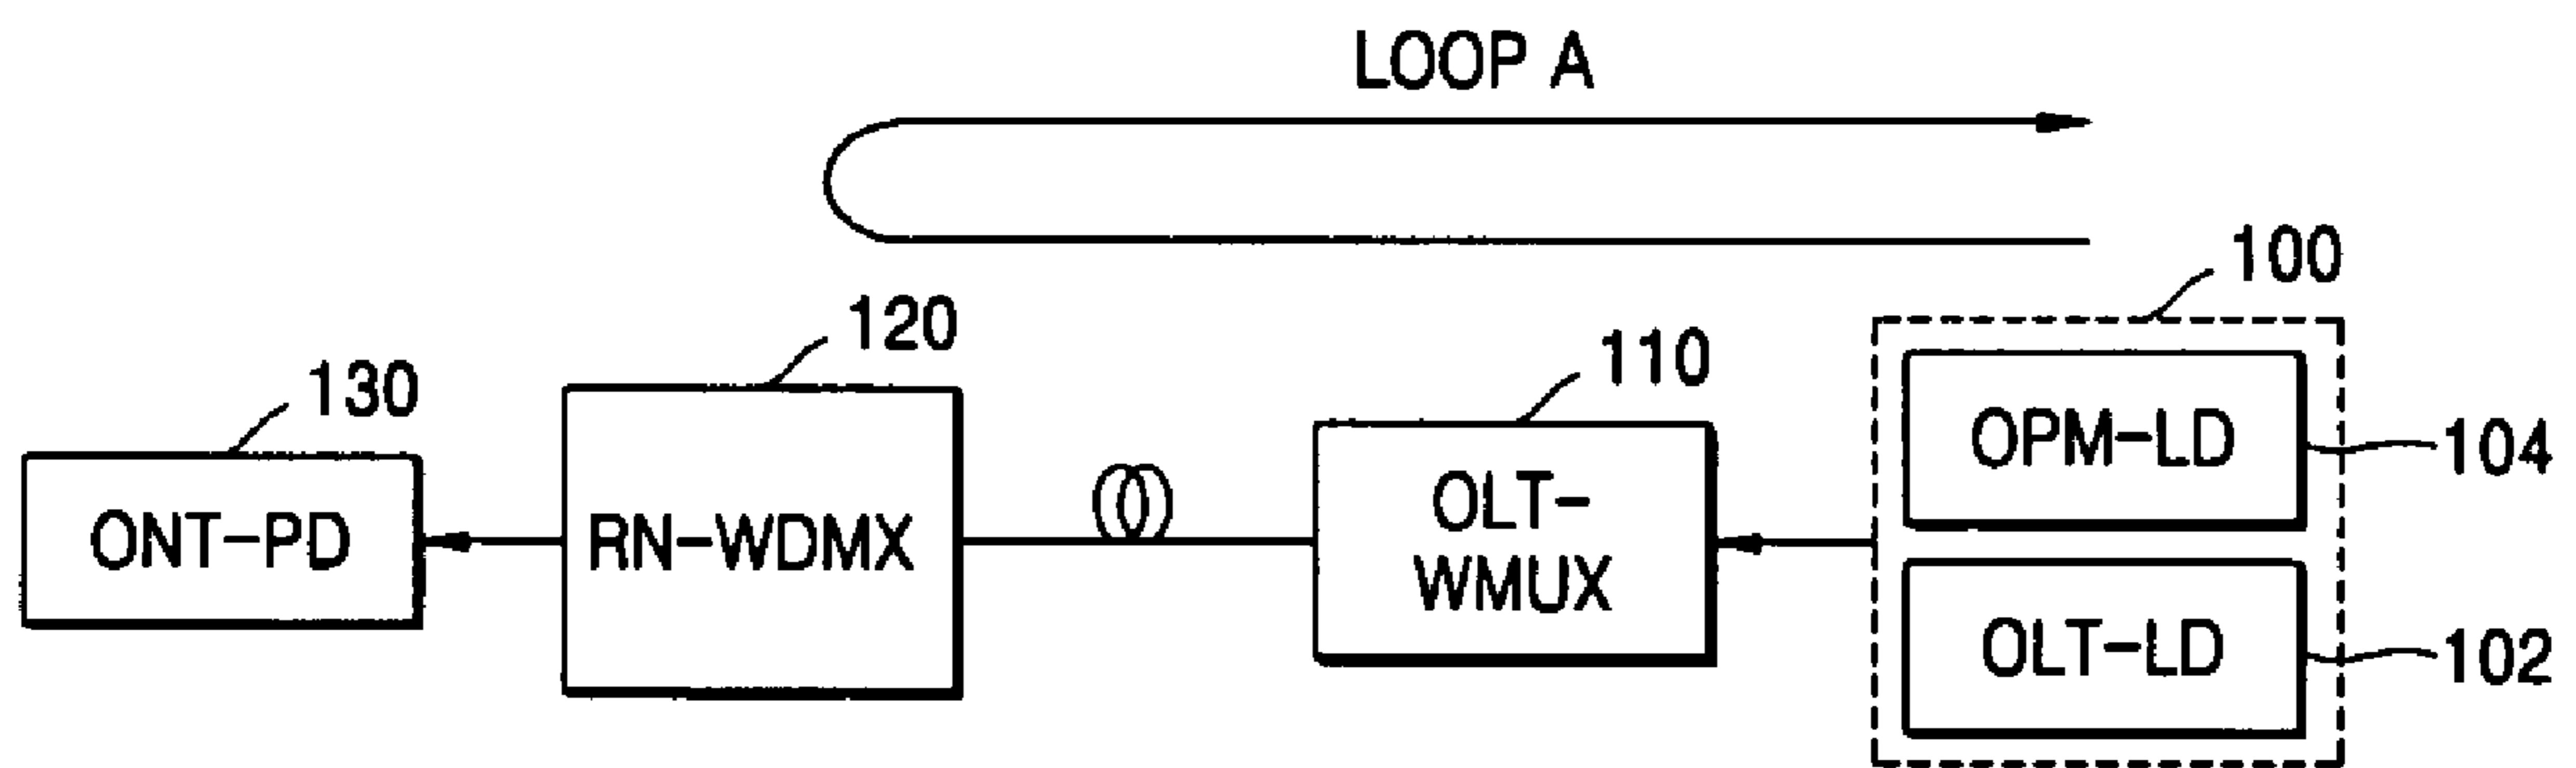 LOOP A
100
120
110
130
OPM-LD
104
OLT-
WMUX
ONT-PD
RN-WDMX
OLT-LD
102